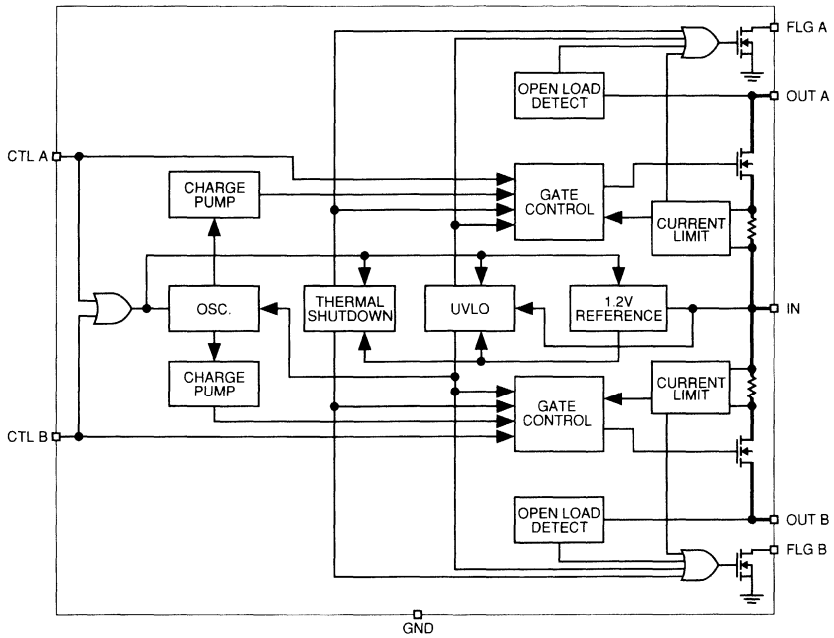 FLG A
OPEN LOAD
DETECT
OUT A
CTL A
CHARGE
PUMP
GATE
CONTROL
CURRENT
LIMIT
OSC.
THERMAL
SHUTDOWN
UVLO
1.2V
REFERENCE
IN
CHARGE
PUMP
GATE
CONTROL
CURRENT
LIMIT
CTL B
OPEN LOAD
DETECT
OUT B
FLG B
GND